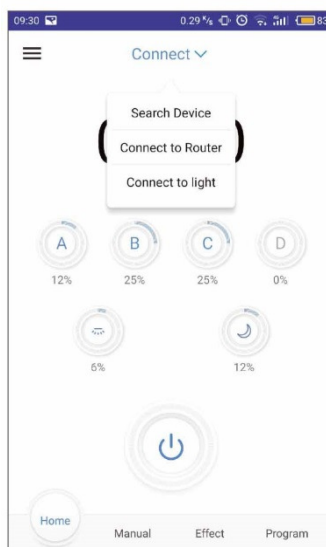 09:30 0.29 K/s 83
Connect
Search Device
Connect to Router
Connect to light
A B C D
12% 25% 25% 0%
6% 12%
Home Manual Effect Program